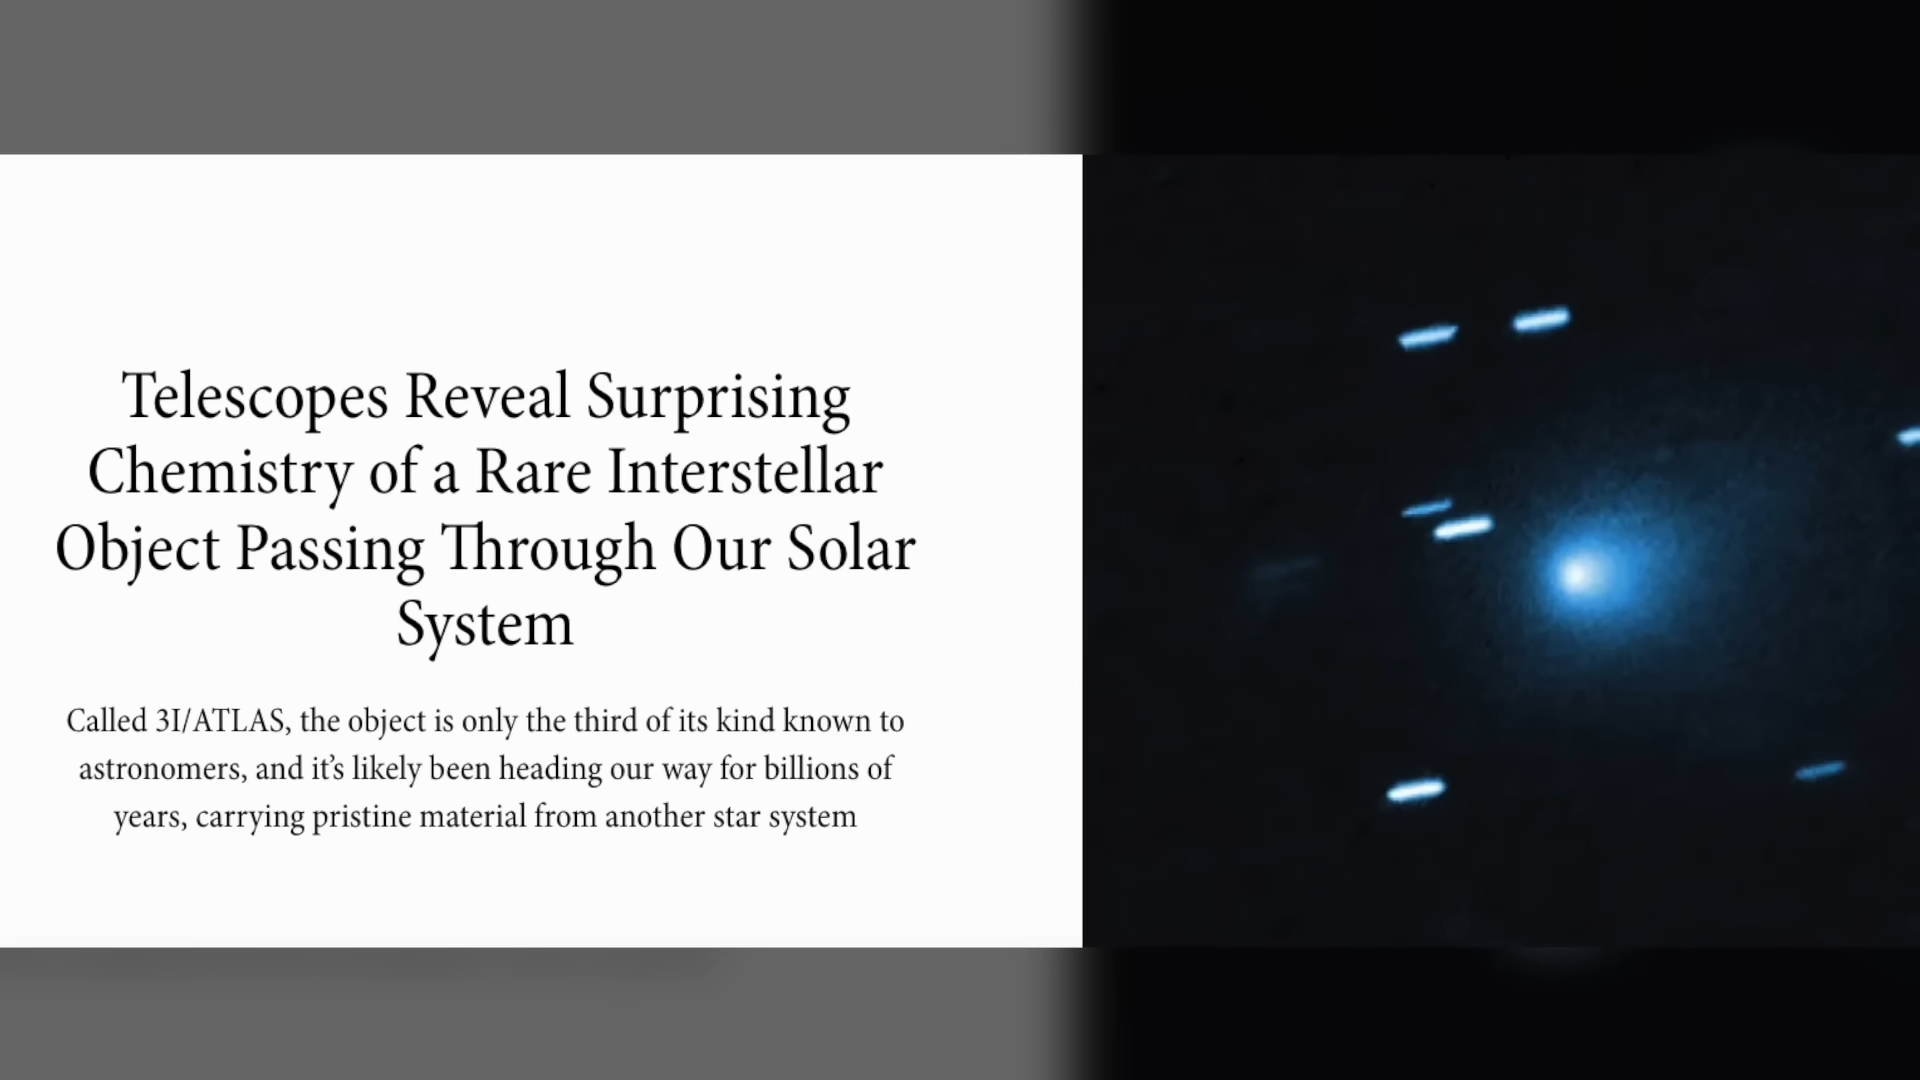 Telescopes Reveal Surprising
Chemistry of a Rare Interstellar
Object Passing Through Our Solar
System
Called 3I/ATLAS, the object is only the third of its kind known to
astronomers, and it’s likely been heading our way for billions of
years, carrying pristine material from another star system